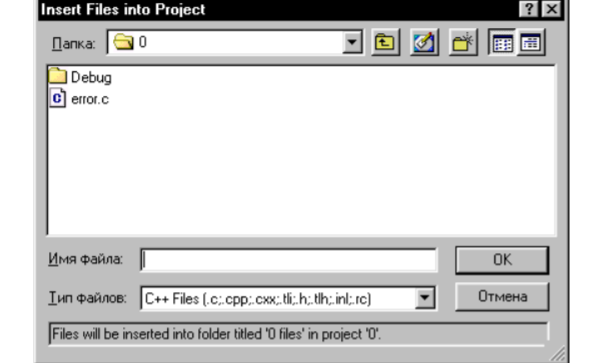 Insert Files into Project
Папка: 0
Debug
error.c
Имя файла:
OK
Тип файлов: C++ Files (.c;.cpp;.cxx;.tli;.h;.tlh;.inl;.rc)
Отмена
Files will be inserted into folder titled '0 files' in project '0'.